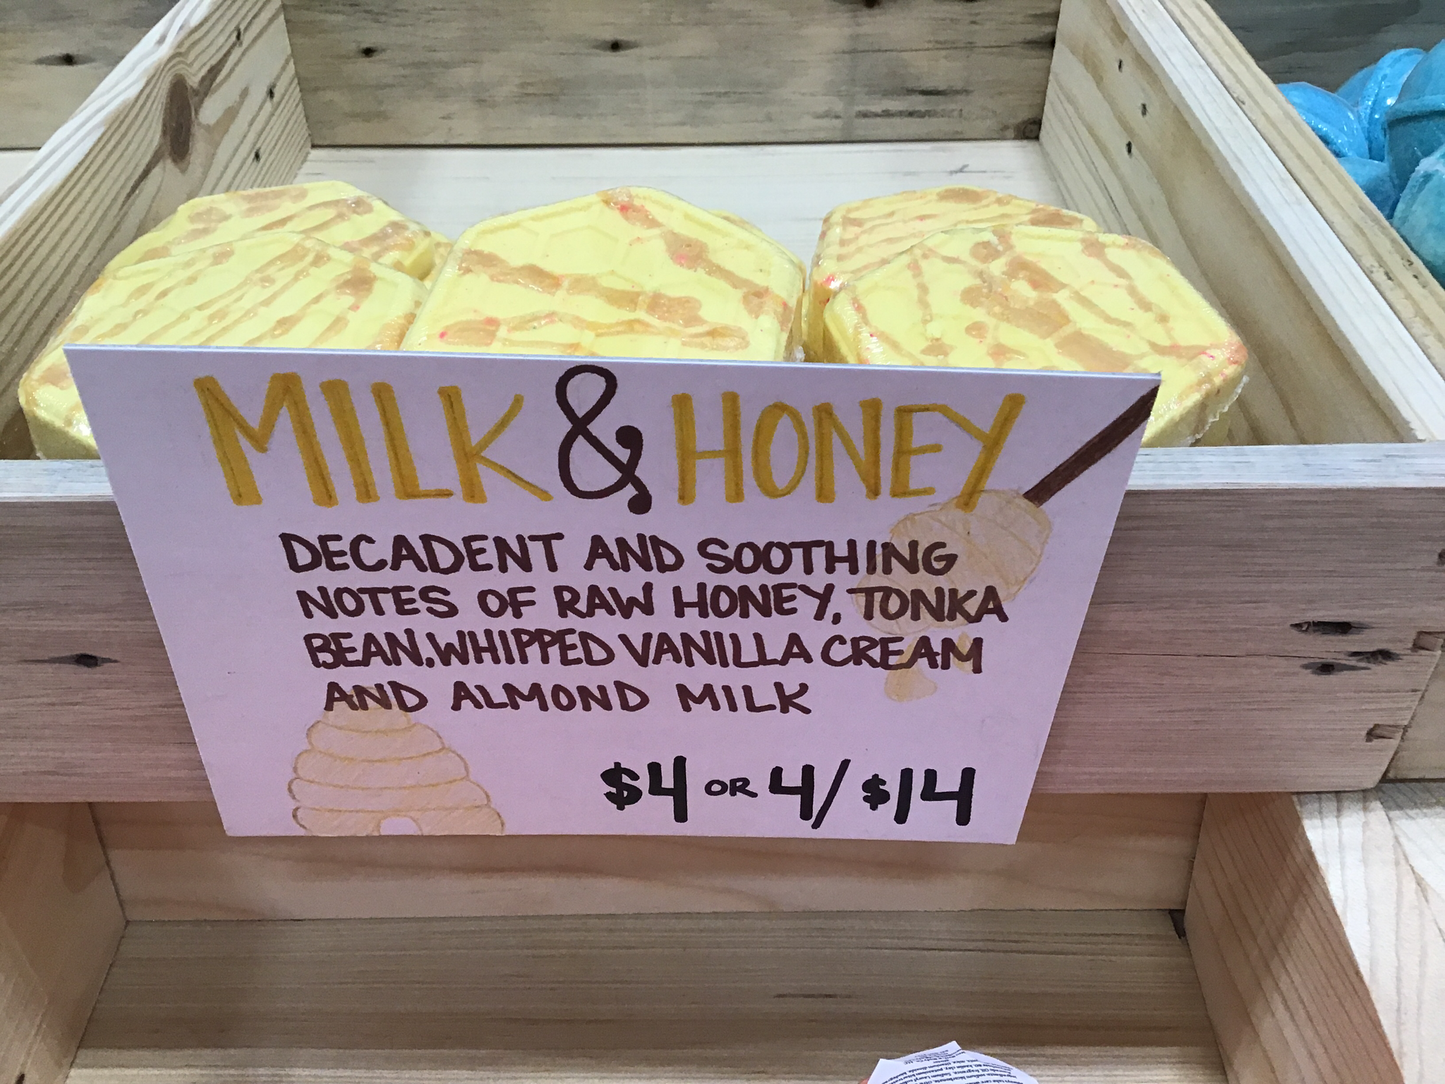 MILK & HONEY
DECADENT AND SOOTHING
NOTES OF RAW HONEY, TONKA
BEAN, WHIPPED VANILLA CREAM
AND ALMOND MILK
$4 OR 4/$14